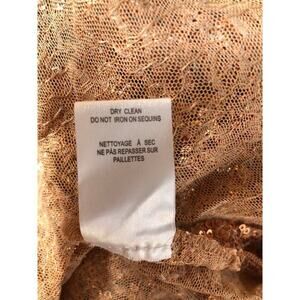 DRY CLEAN
DO NOT IRON ON SEQUINS
NETTOYAGE À SEC
NE PAS REPASSER SUR
PAILLETTES